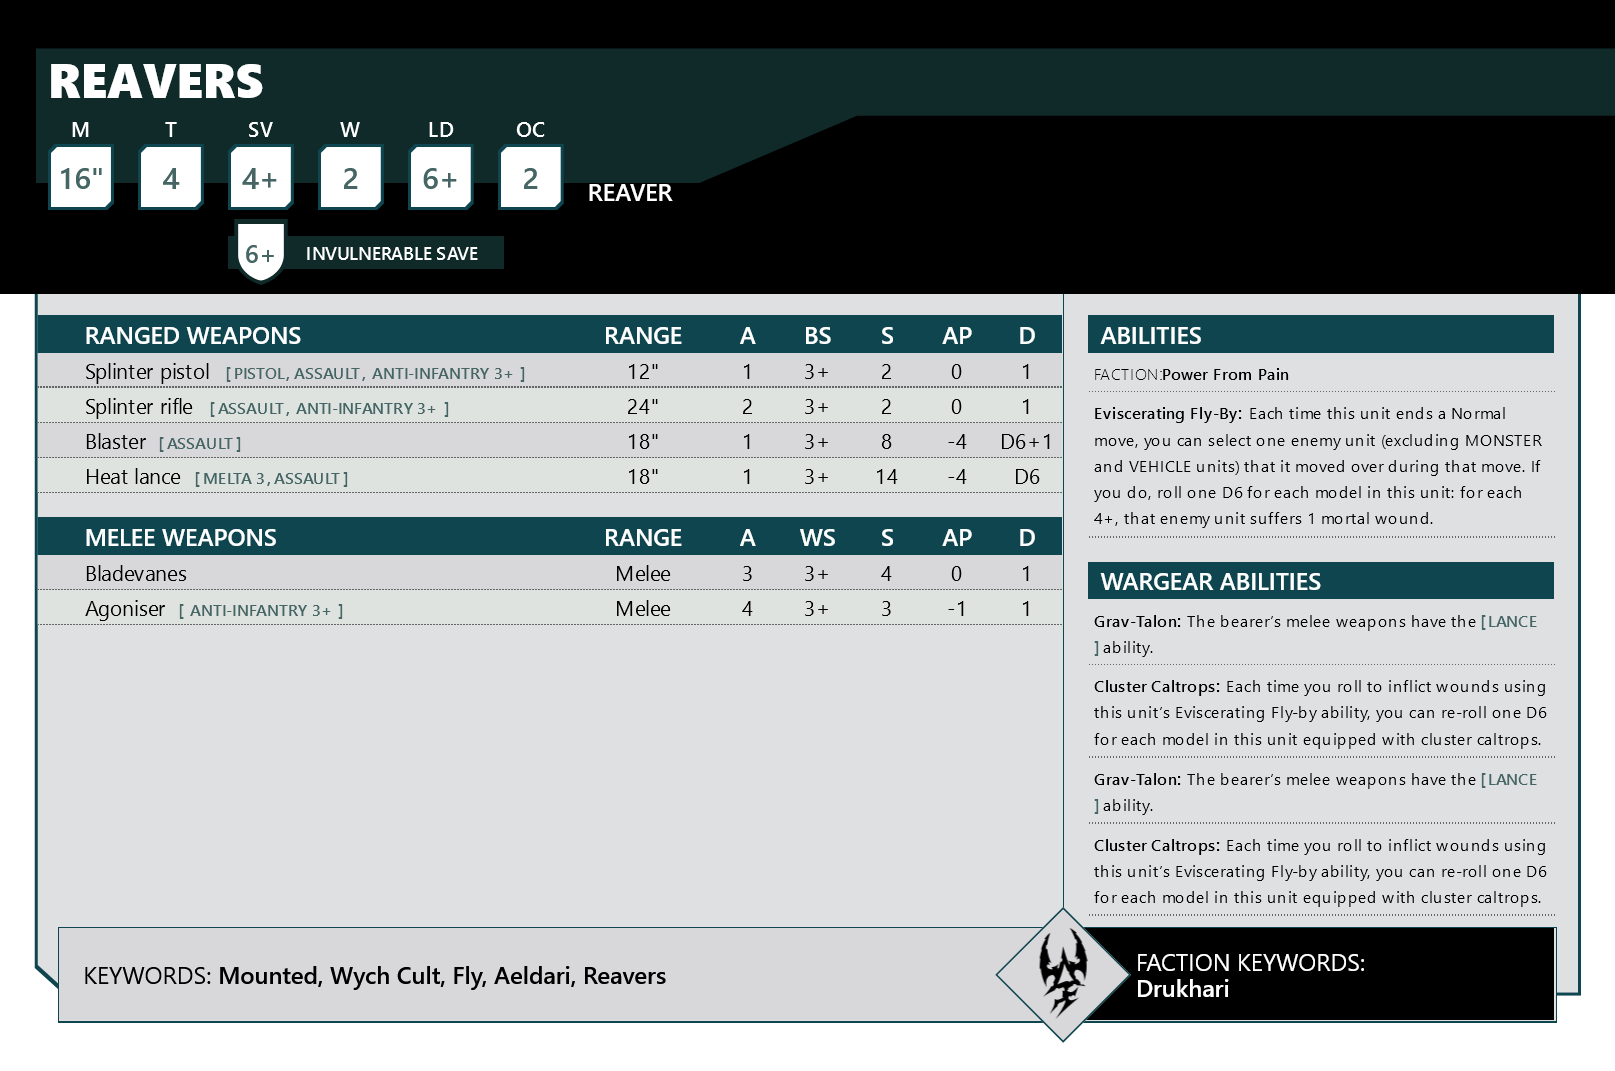 REAVERS
M T SV W LD OC
16" 4 4+ 2 6+ 2 REAVER
6+ INVULNERABLE SAVE
RANGED WEAPONS RANGE A BS S AP D
Splinter pistol [PISTOL, ASSAULT, ANTI-INFANTRY 3+ ] 12" 1 3+ 2 0 1
Splinter rifle [ASSAULT, ANTI-INFANTRY 3+ ] 24" 2 3+ 2 0 1
Blaster [ASSAULT] 18" 1 3+ 8 -4 D6+1
Heat lance [MELTA 3, ASSAULT] 18" 1 3+ 14 -4 D6
MELEE WEAPONS RANGE A WS S AP D
Bladevanes Melee 3 3+ 4 0 1
Agoniser [ ANTI-INFANTRY 3+ ] Melee 4 3+ 3 -1 1
ABILITIES
FACTION:Power From Pain
Eviscerating Fly-By: Each time this unit ends a Normal
move, you can select one enemy unit (excluding MONSTER
and VEHICLE units) that it moved over during that move. If
you do, roll one D6 for each model in this unit: for each
4+, that enemy unit suffers 1 mortal wound.
WARGEAR ABILITIES
Grav-Talon: The bearer’s melee weapons have the [LANCE
] ability.
Cluster Caltrops: Each time you roll to inflict wounds using
this unit’s Eviscerating Fly-by ability, you can re-roll one D6
for each model in this unit equipped with cluster caltrops.
Grav-Talon: The bearer’s melee weapons have the [LANCE
] ability.
Cluster Caltrops: Each time you roll to inflict wounds using
this unit’s Eviscerating Fly-by ability, you can re-roll one D6
for each model in this unit equipped with cluster caltrops.
KEYWORDS: Mounted, Wych Cult, Fly, Aeldari, Reavers
FACTION KEYWORDS:
Drukhari